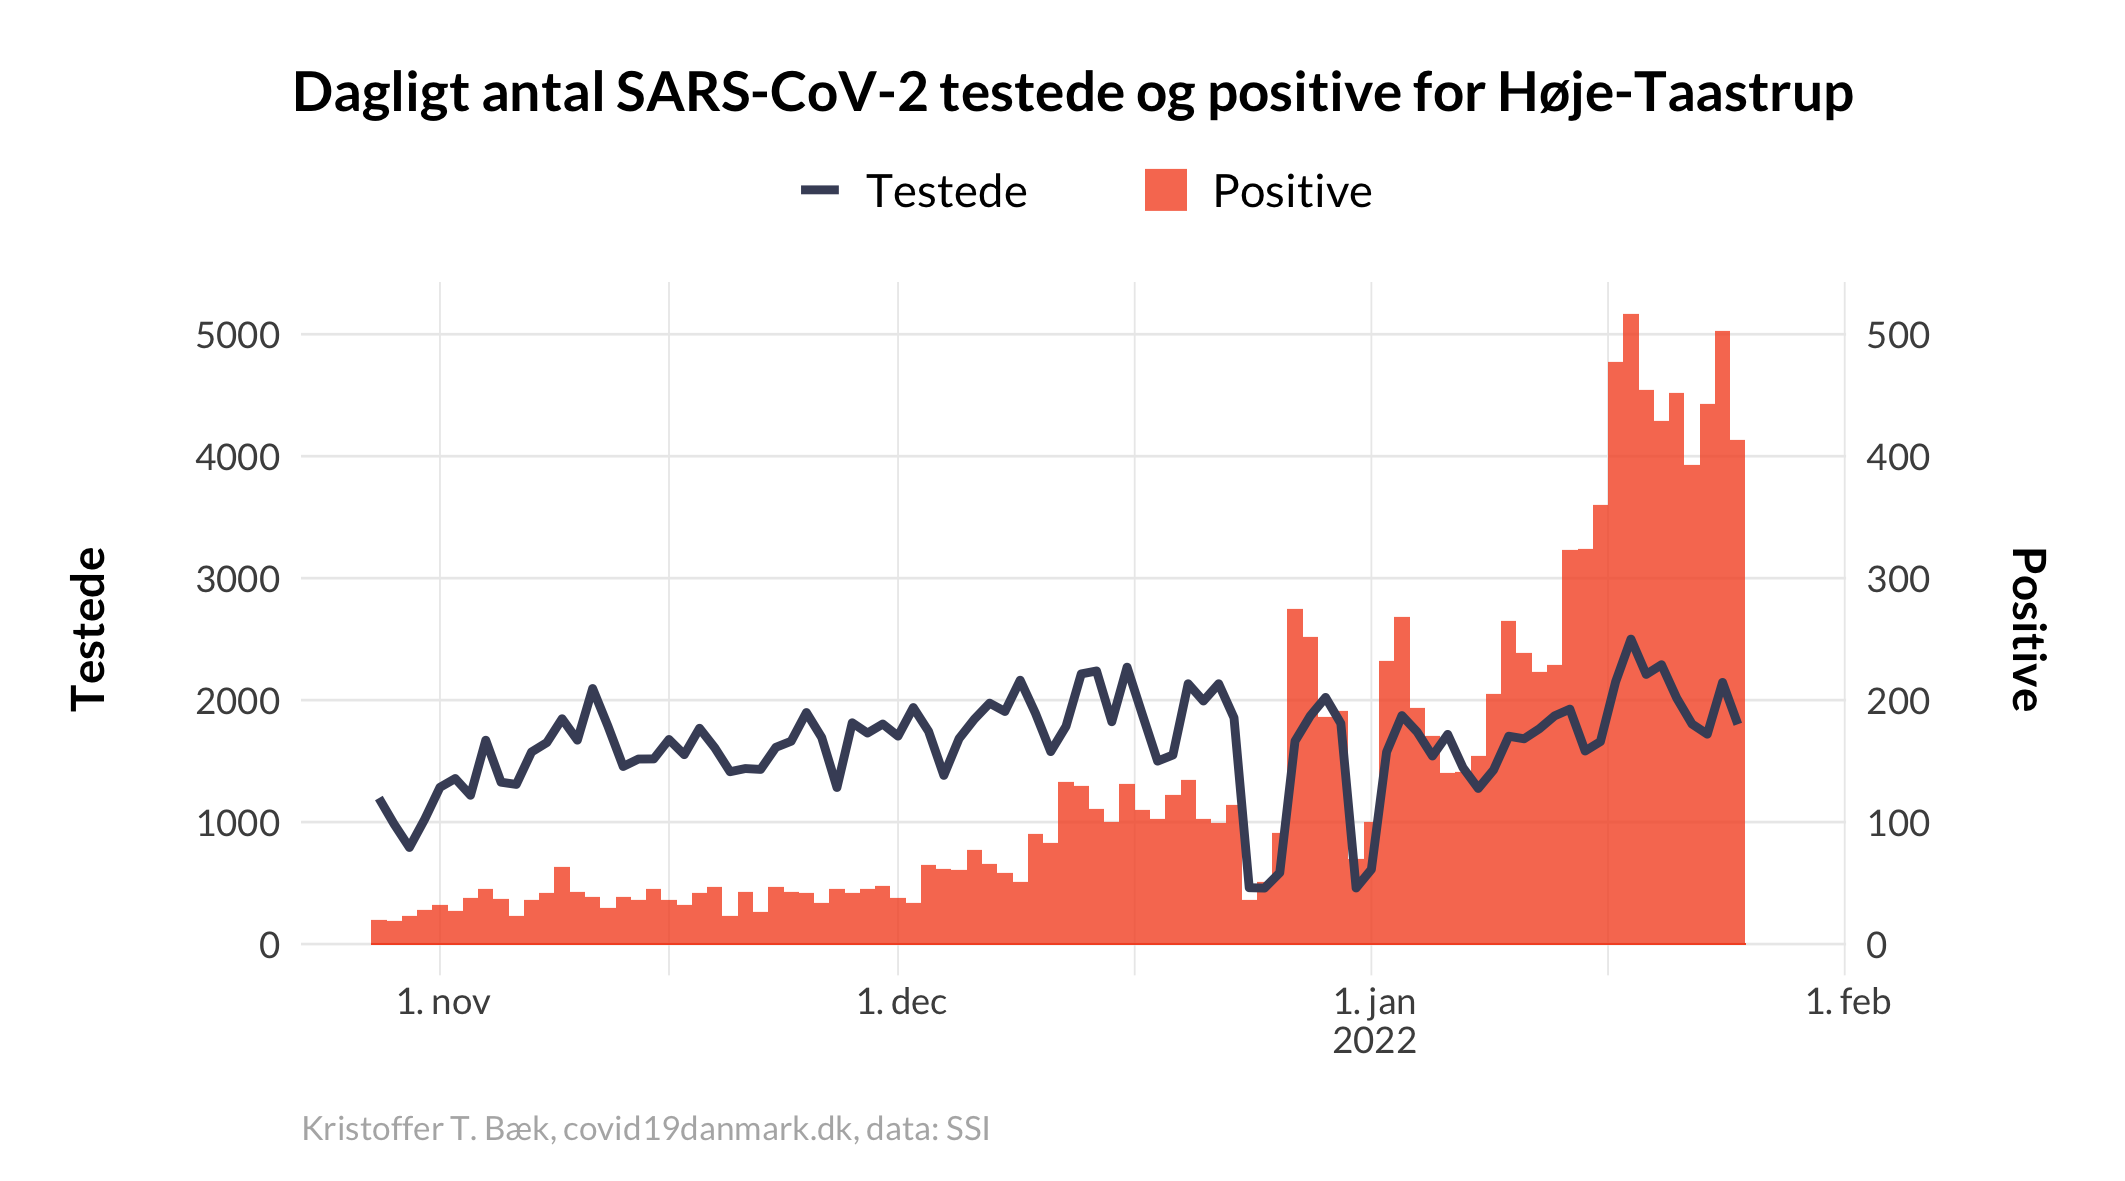 Dagligt antal SARS-CoV-2 testede og positive for Høje-Taastrup
Testede
Positive
5000
4000
3000
2000
1000
0
Testede
500
400
300
200
100
0
Positive
1. nov
1. dec
1. jan
2022
1. feb
Kristoffer T. Bæk, covid19danmark.dk, data: SSI